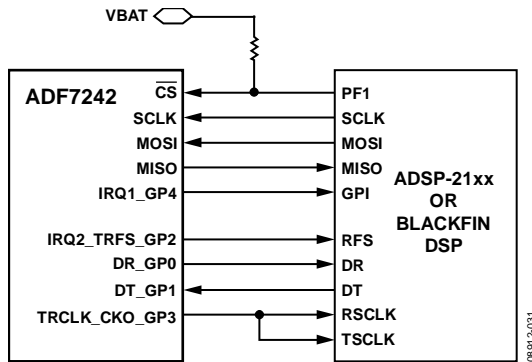 VBAT
ADF7242
CS
SCLK
MOSI
MISO
IRQ1_GP4
IRQ2_TRFS_GP2
DR_GP0
DT_GP1
TRCLK_CKO_GP3
PF1
SCLK
MOSI
MISO
GPI
RFS
DR
DT
RSCLK
TSCLK
ADSP-21xx
OR
BLACKFIN
DSP
08912-031